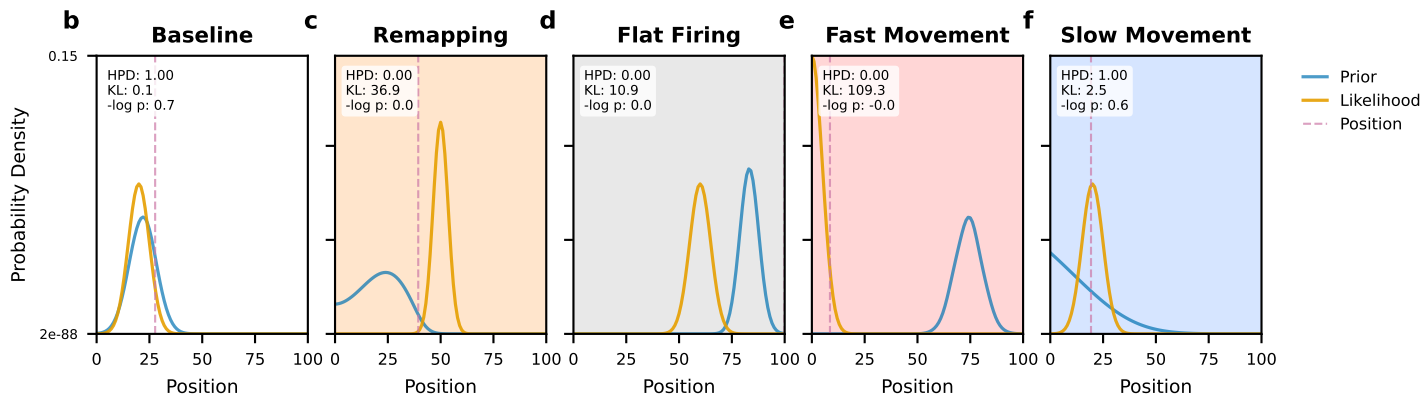 b
Baseline
c
Remapping
d
Flat Firing
e
Fast Movement
f
Slow Movement
HPD: 1.00
KL: 0.1
-log p: 0.7
HPD: 0.00
KL: 36.9
-log p: 0.0
HPD: 0.00
KL: 10.9
-log p: 0.0
HPD: 0.00
KL: 109.3
-log p: -0.0
HPD: 1.00
KL: 2.5
-log p: 0.6
Prior
Likelihood
Position
Probability Density
0.15
2e-88
0 25 50 75 100
0 25 50 75 100
0 25 50 75 100
0 25 50 75 100
0 25 50 75 100
Position
Position
Position
Position
Position